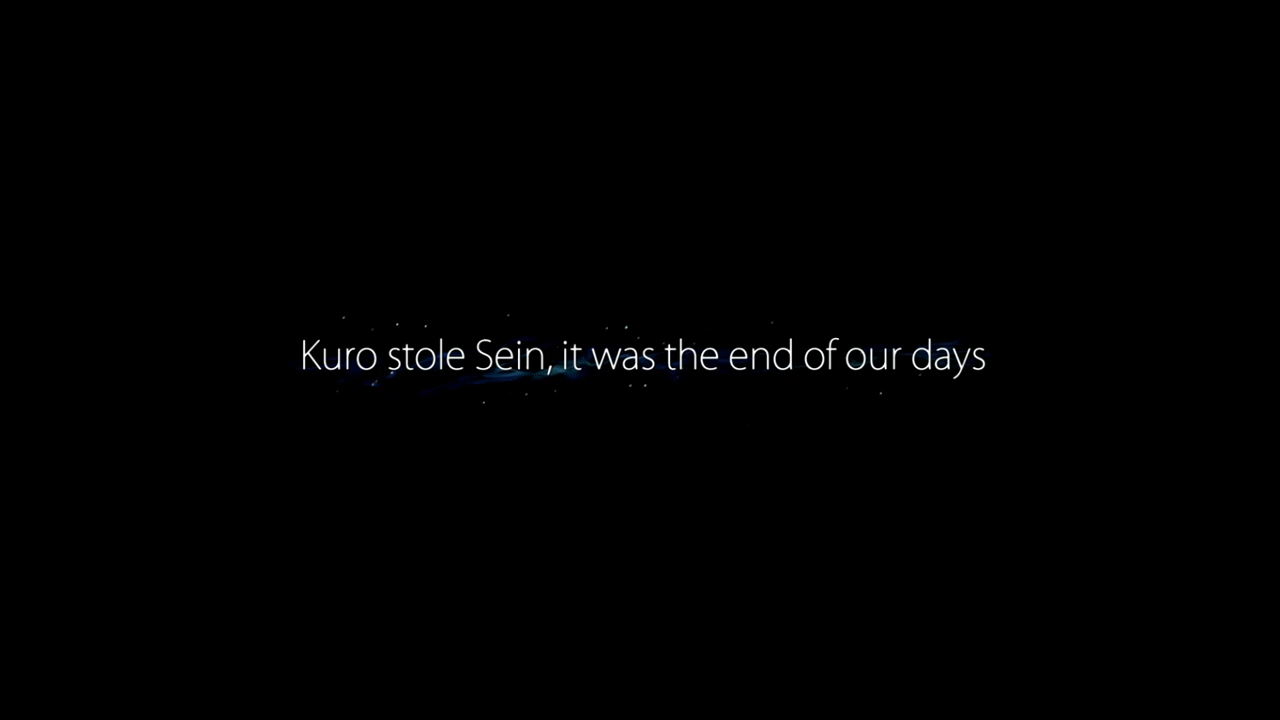 Kuro stole Sein, it was the end of our days